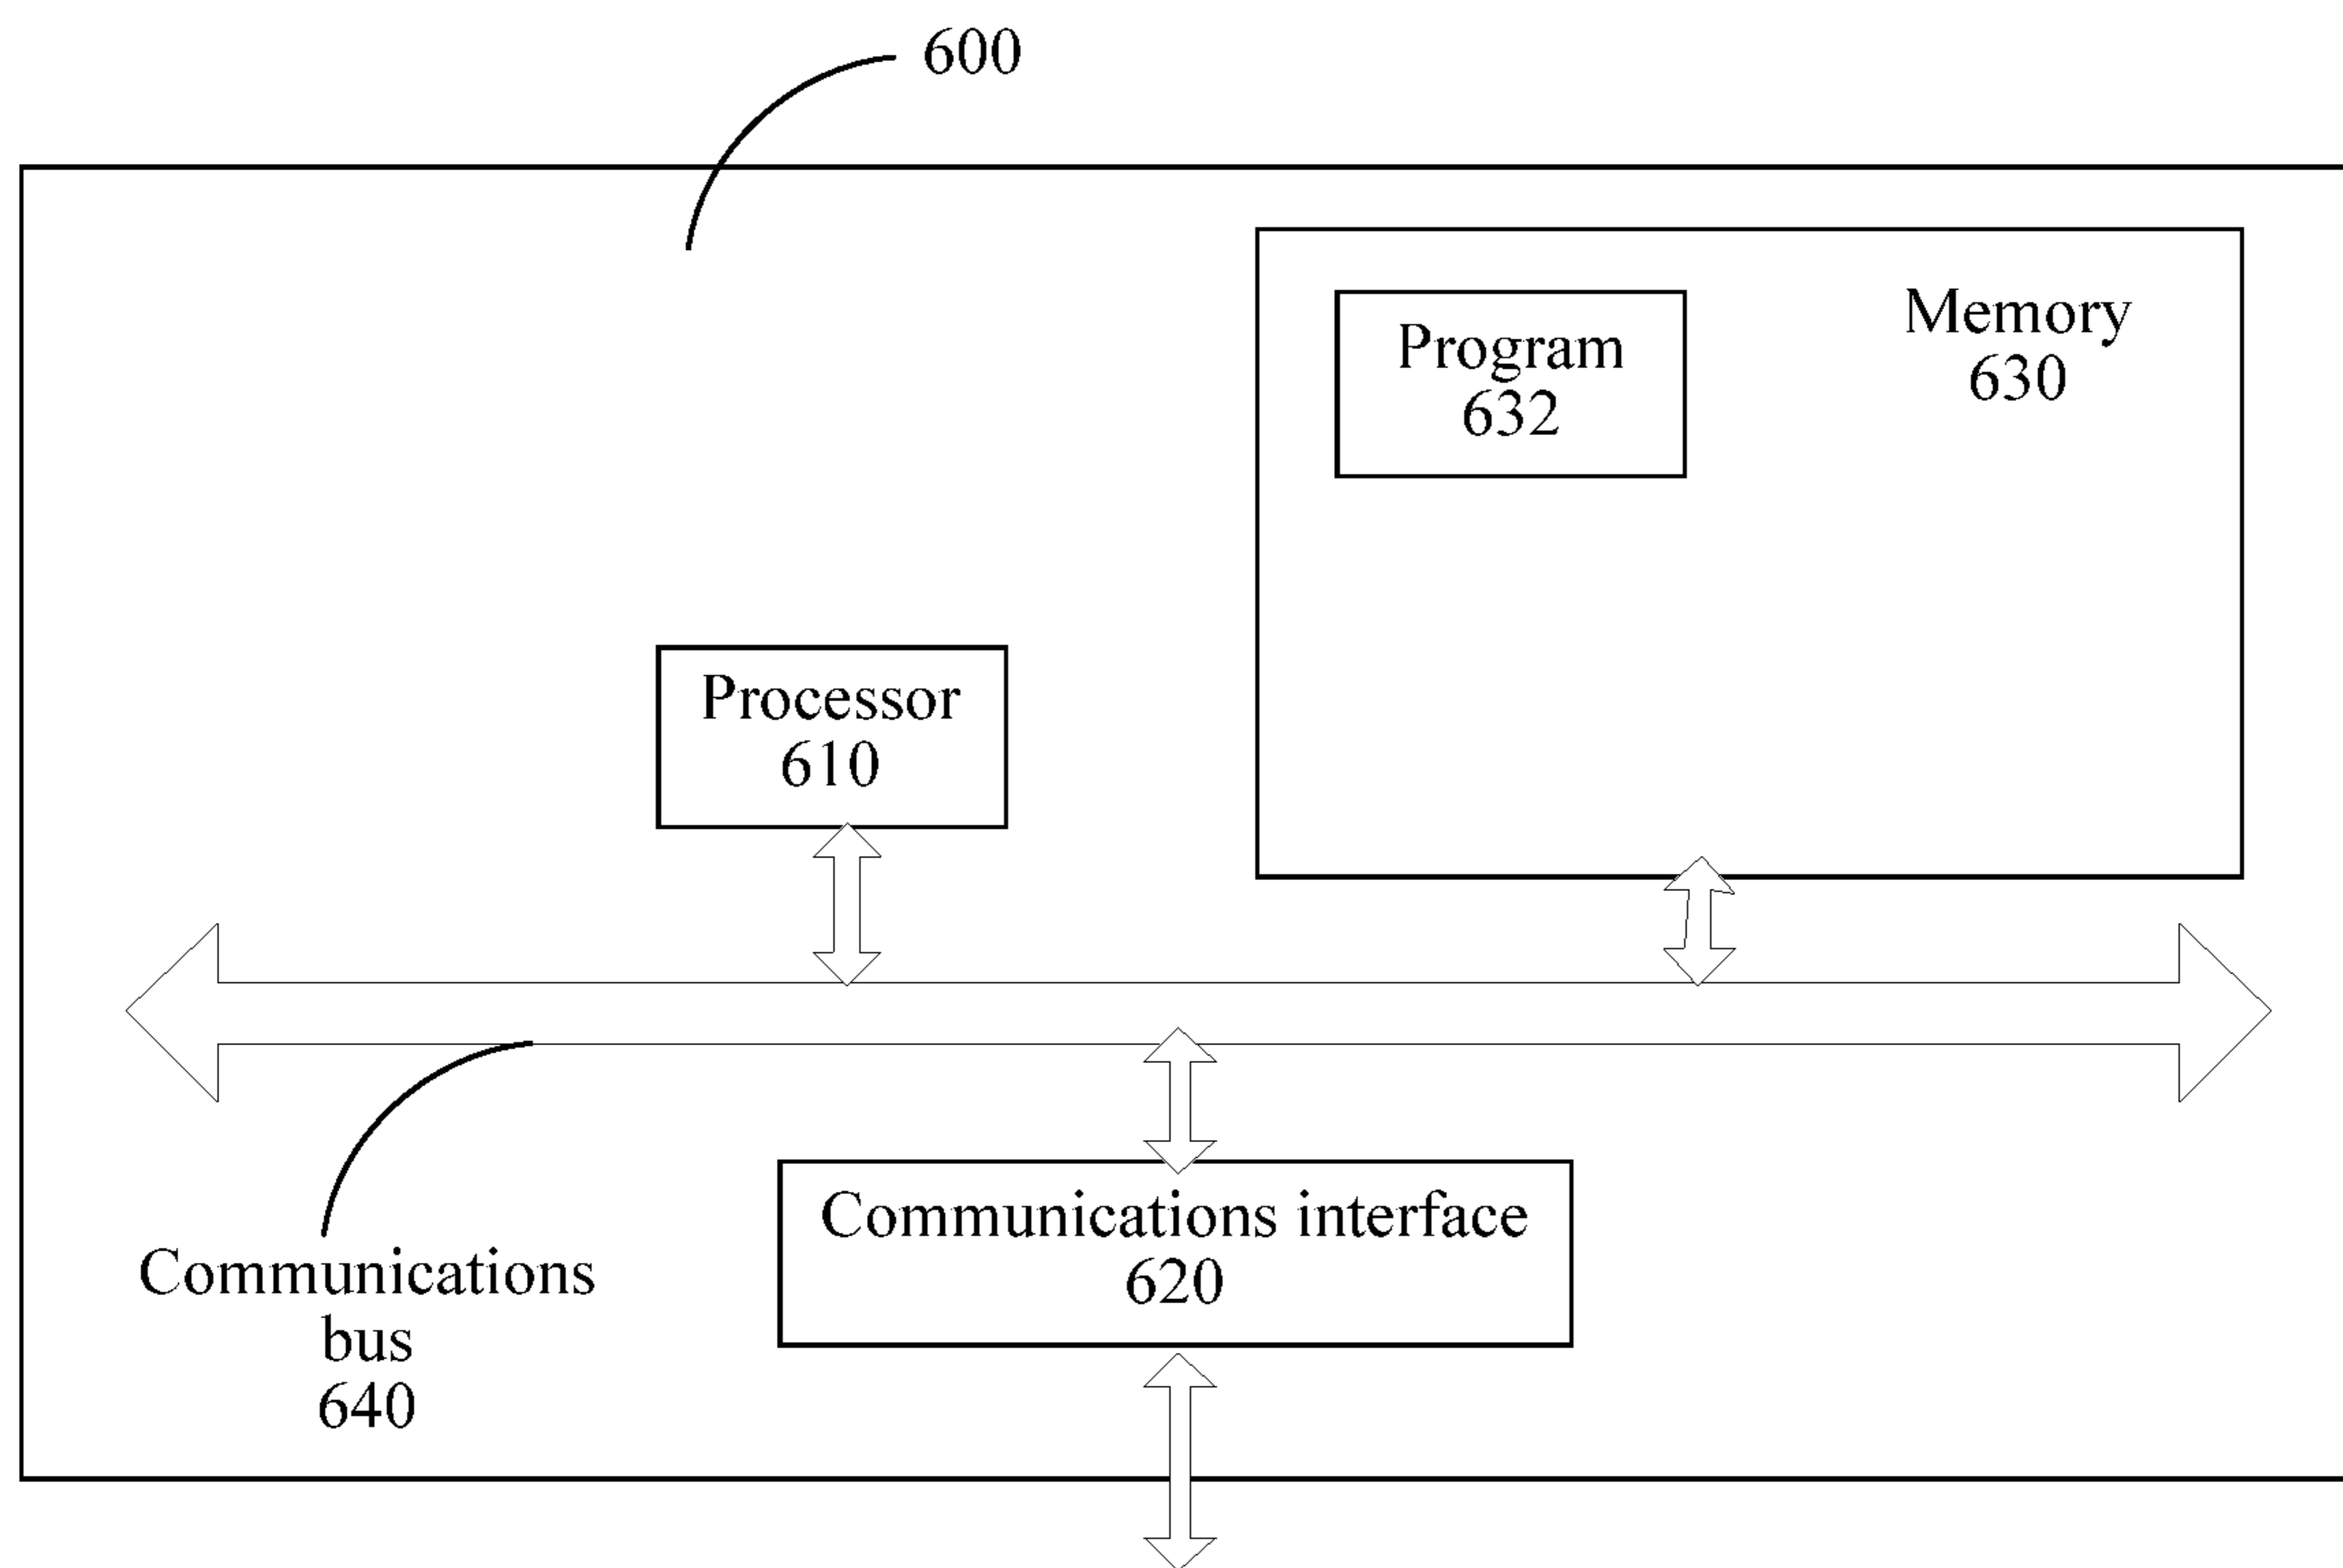 600
Memory
630
Program
632
Processor
610
Communications interface
620
Communications
bus
640